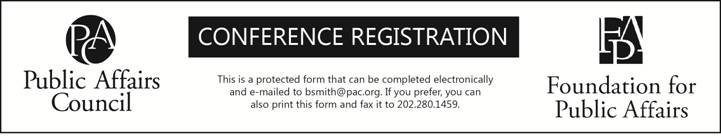 PAC
Public Affairs
Council
CONFERENCE REGISTRATION
This is a protected form that can be completed electronically
and e-mailed to bsmith@pac.org. If you prefer, you can
also print this form and fax it to 202.280.1459.
FAP
Foundation for
Public Affairs